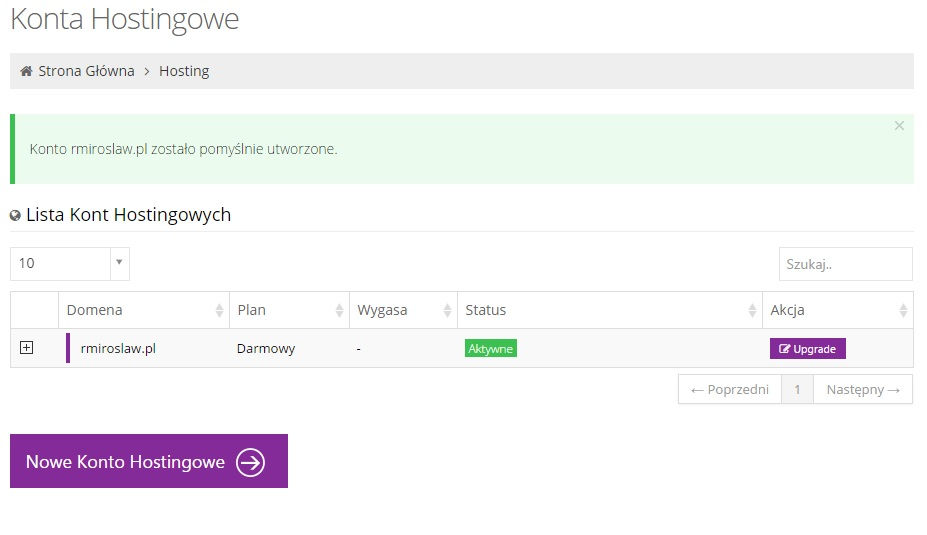 Konta Hostingowe
Strona Główna > Hosting
×
Konto rmiroslaw.pl zostało pomyślnie utworzone.
Lista Kont Hostingowych
10
Szukaj..
Domena Plan Wygasa Status Akcja
rmiroslaw.pl Darmowy - Aktywne Upgrade
← Poprzedni 1 Następny →
Nowe Konto Hostingowe